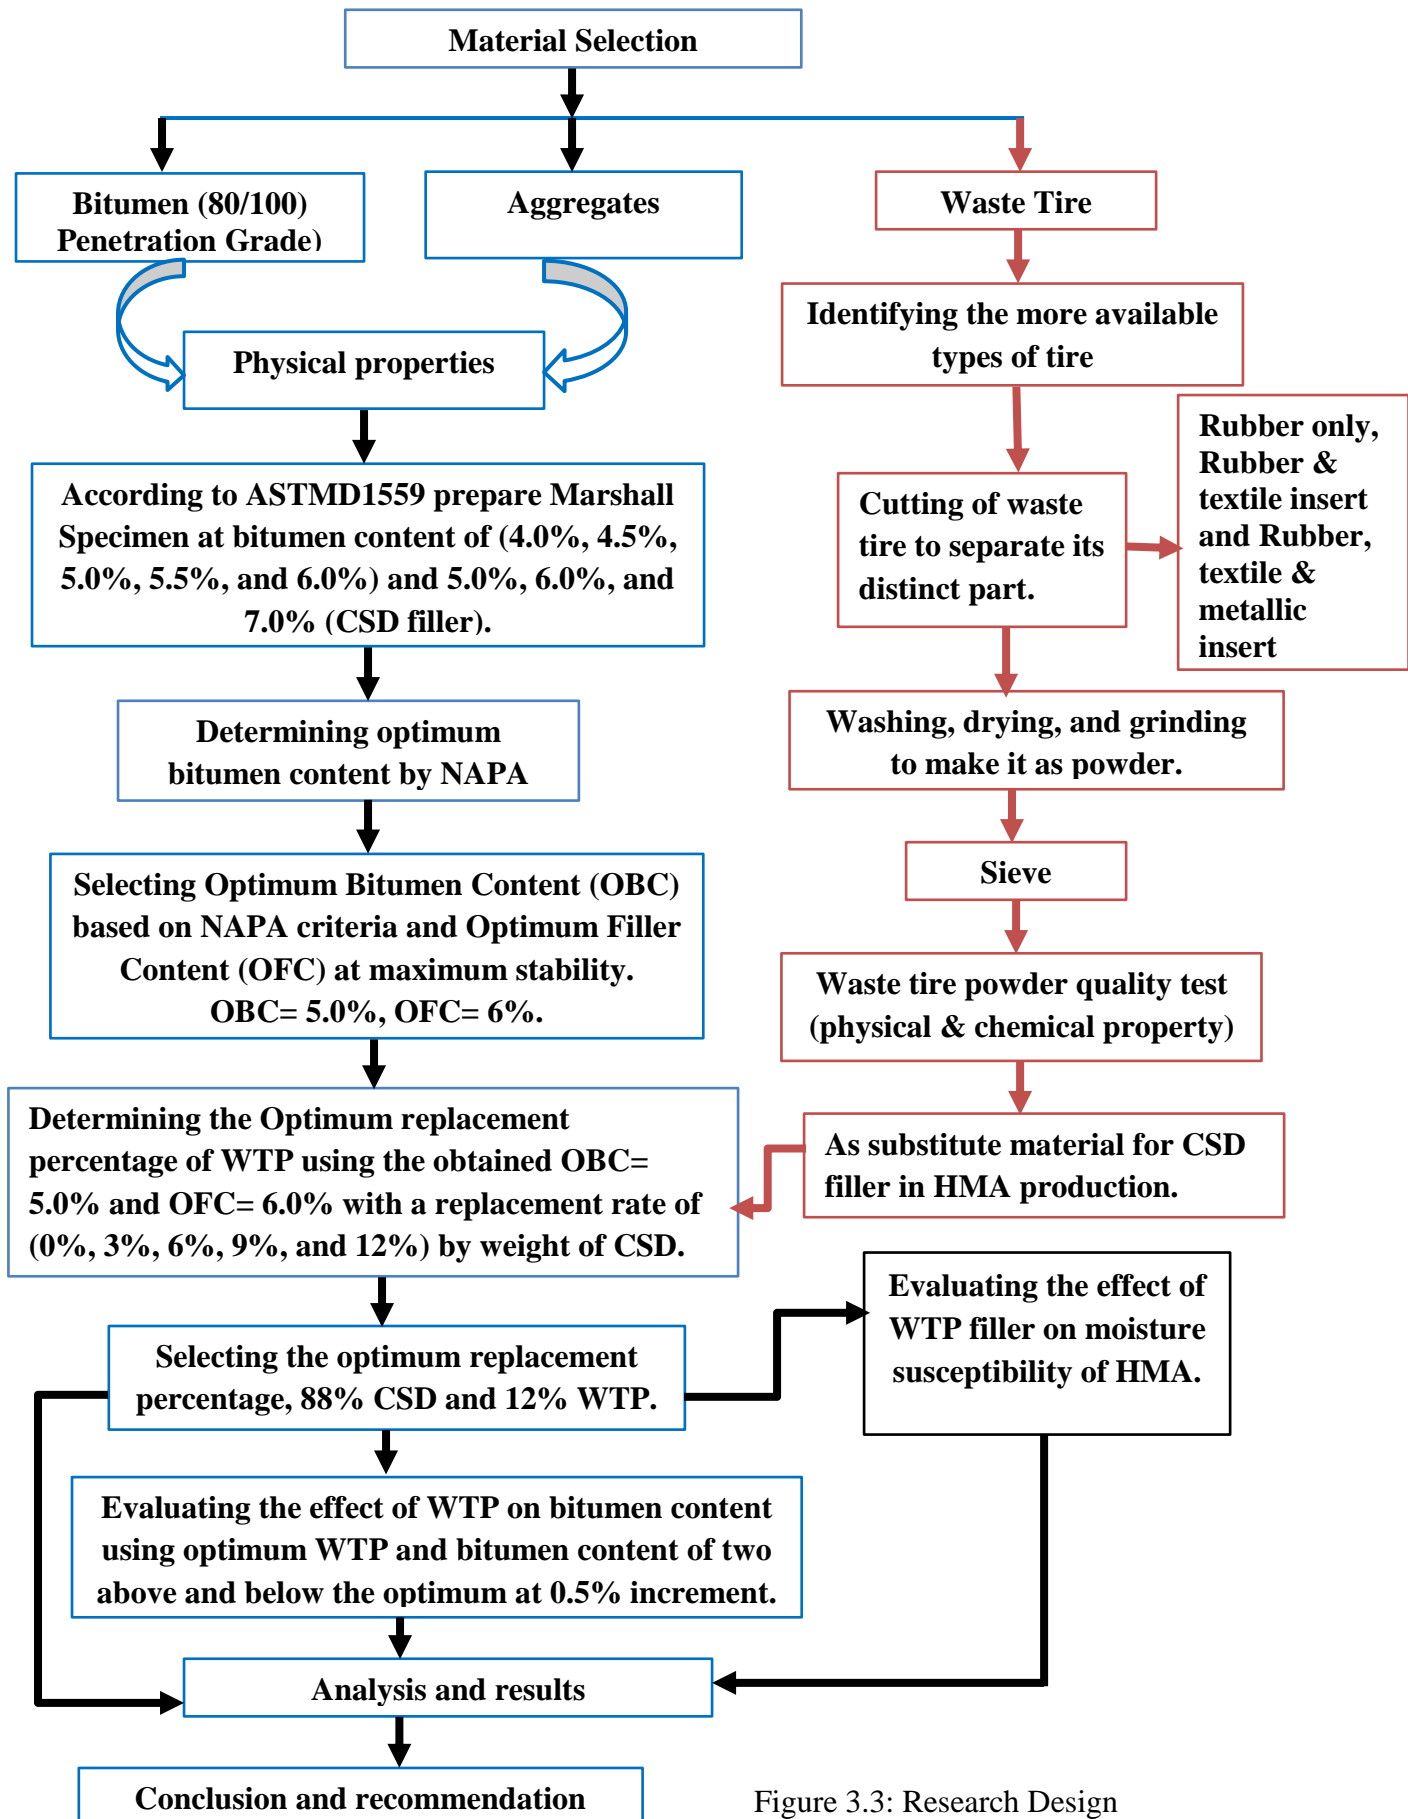 Material Selection
Bitumen (80/100)
Penetration Grade)
Aggregates
Waste Tire
Physical properties
Identifying the more available
types of tire
Rubber only,
Rubber &
textile insert
and Rubber,
textile &
metallic
insert
Cutting of waste
tire to separate its
distinct part.
According to ASTMD1559 prepare Marshall
Specimen at bitumen content of (4.0%, 4.5%,
5.0%, 5.5%, and 6.0%) and 5.0%, 6.0%, and
7.0% (CSD filler).
Washing, drying, and grinding
to make it as powder.
Determining optimum
bitumen content by NAPA
Sieve
Selecting Optimum Bitumen Content (OBC)
based on NAPA criteria and Optimum Filler
Content (OFC) at maximum stability.
OBC= 5.0%, OFC= 6%.
Waste tire powder quality test
(physical & chemical property)
Determining the Optimum replacement
percentage of WTP using the obtained OBC=
5.0% and OFC= 6.0% with a replacement rate of
(0%, 3%, 6%, 9%, and 12%) by weight of CSD.
As substitute material for CSD
filler in HMA production.
Evaluating the effect of
WTP filler on moisture
susceptibility of HMA.
Selecting the optimum replacement
percentage, 88% CSD and 12% WTP.
Evaluating the effect of WTP on bitumen content
using optimum WTP and bitumen content of two
above and below the optimum at 0.5% increment.
Analysis and results
Conclusion and recommendation
Figure 3.3: Research Design